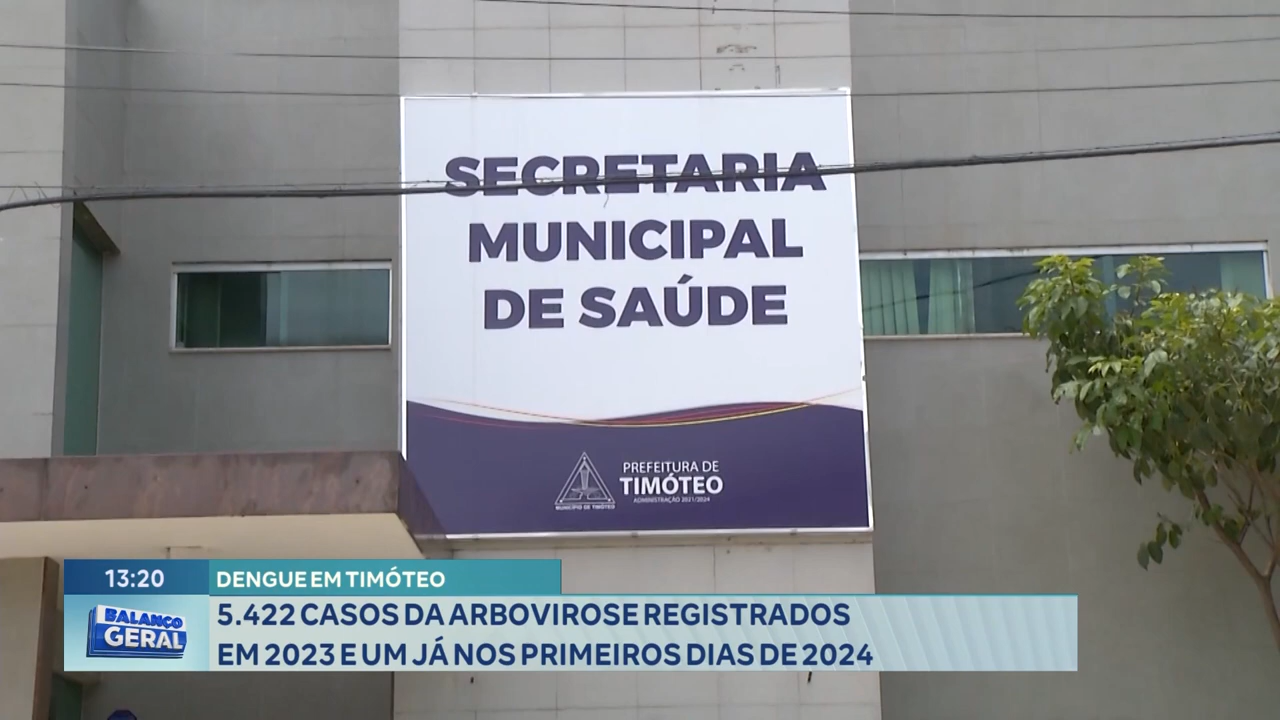 SECRETARIA
MUNICIPAL
DE SAÚDE
PREFEITURA DE
TIMÓTEO
ADMINISTRAÇÃO 2021/2024
MUNICÍPIO DE TIMÓTEO
13:20
DENGUE EM TIMÓTEO
BALANÇO
GERAL
5.422 CASOS DA ARBOVIROSE REGISTRADOS
EM 2023 E UM JÁ NOS PRIMEIROS DIAS DE 2024